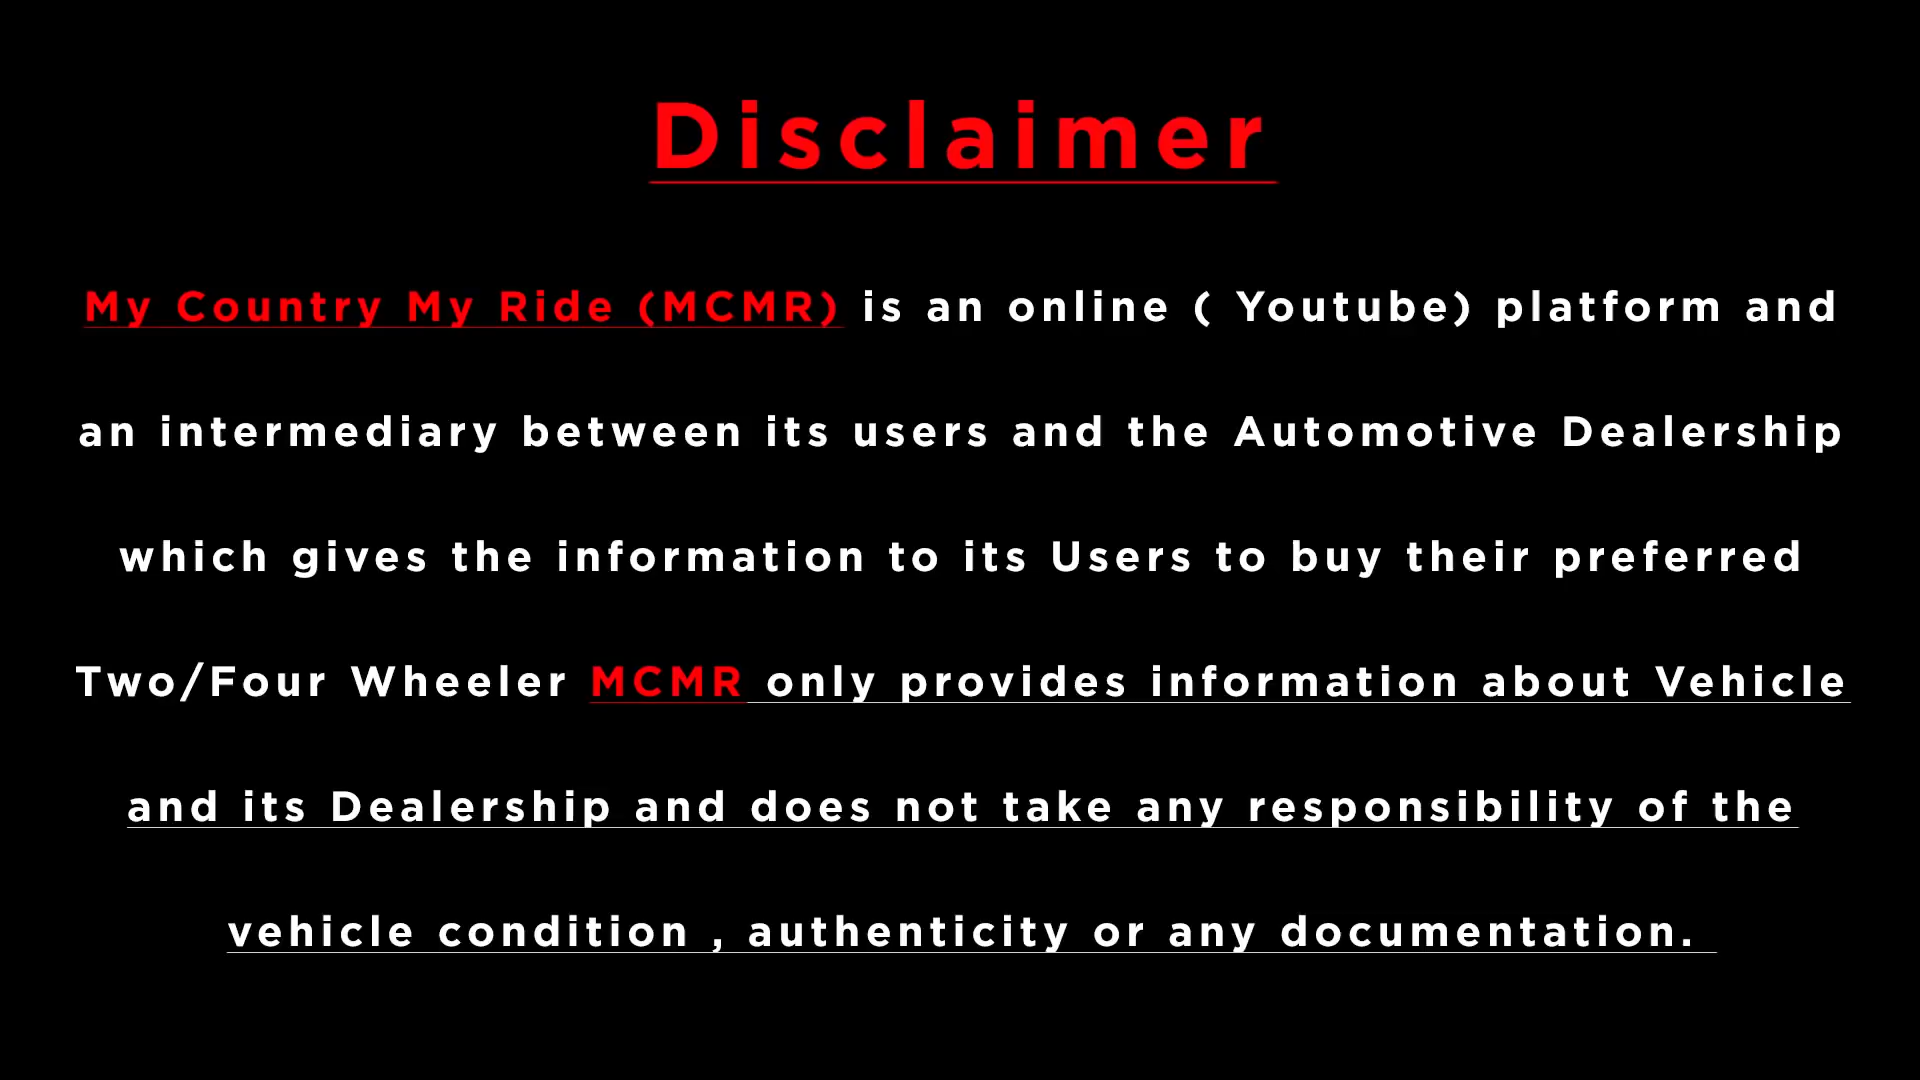 Disclaimer
My Country My Ride (MCMR) is an online ( Youtube) platform and
an intermediary between its users and the Automotive Dealership
which gives the information to its Users to buy their preferred
Two/Four Wheeler MCMR only provides information about Vehicle
and its Dealership and does not take any responsibility of the
vehicle condition , authenticity or any documentation.